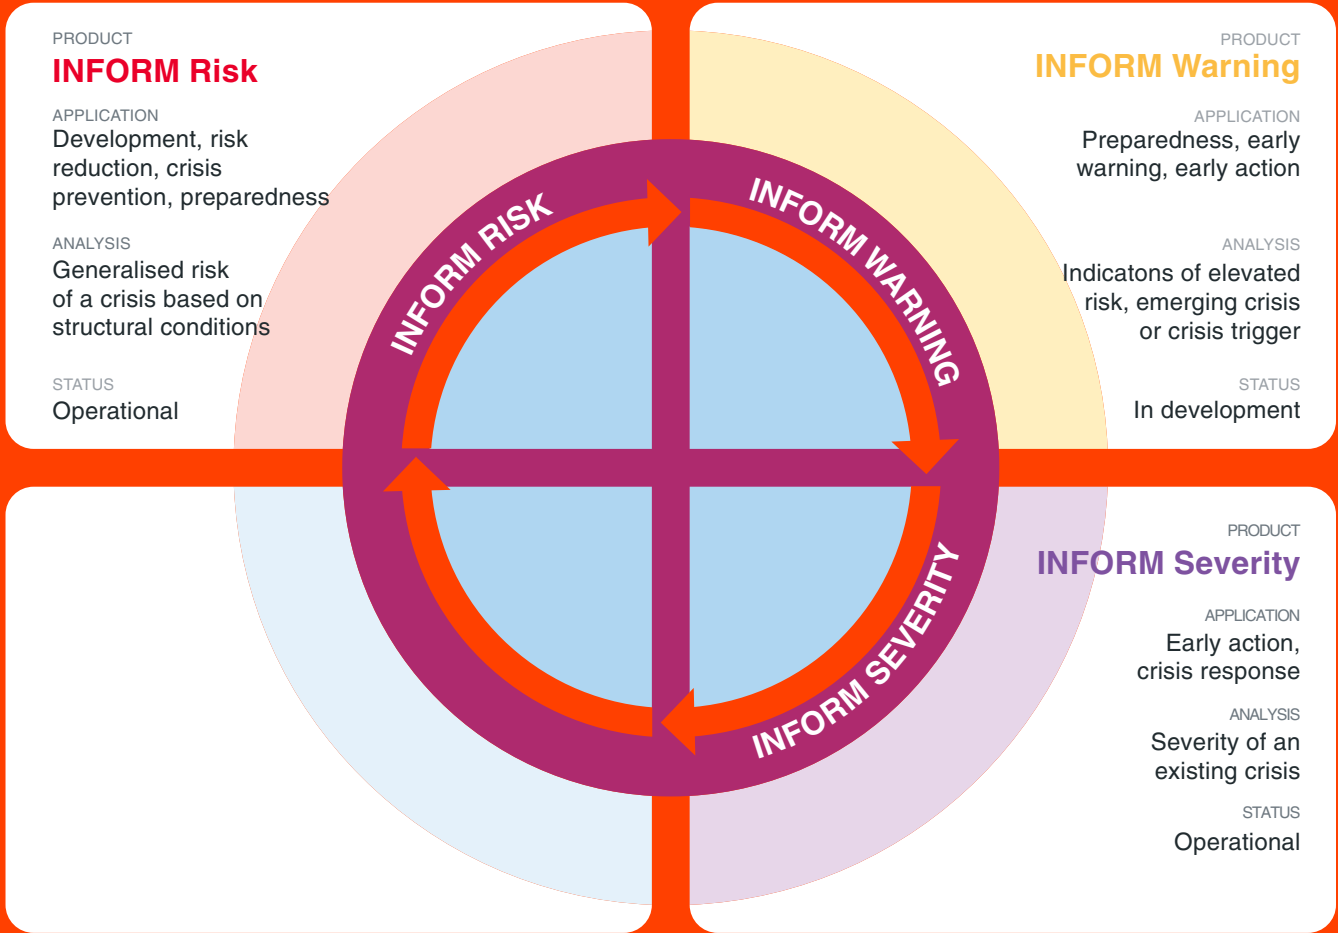 PRODUCT
INFORM Risk
APPLICATION
Development, risk
reduction, crisis
prevention, preparedness
ANALYSIS
Generalised risk
of a crisis based on
structural conditions
STATUS
Operational
PRODUCT
INFORM Warning
APPLICATION
Preparedness, early
warning, early action
ANALYSIS
Indicatons of elevated
risk, emerging crisis
or crisis trigger
STATUS
In development
INFORM RISK
INFORM WARNING
INFORM SEVERITY
PRODUCT
INFORM Severity
APPLICATION
Early action,
crisis response
ANALYSIS
Severity of an
existing crisis
STATUS
Operational